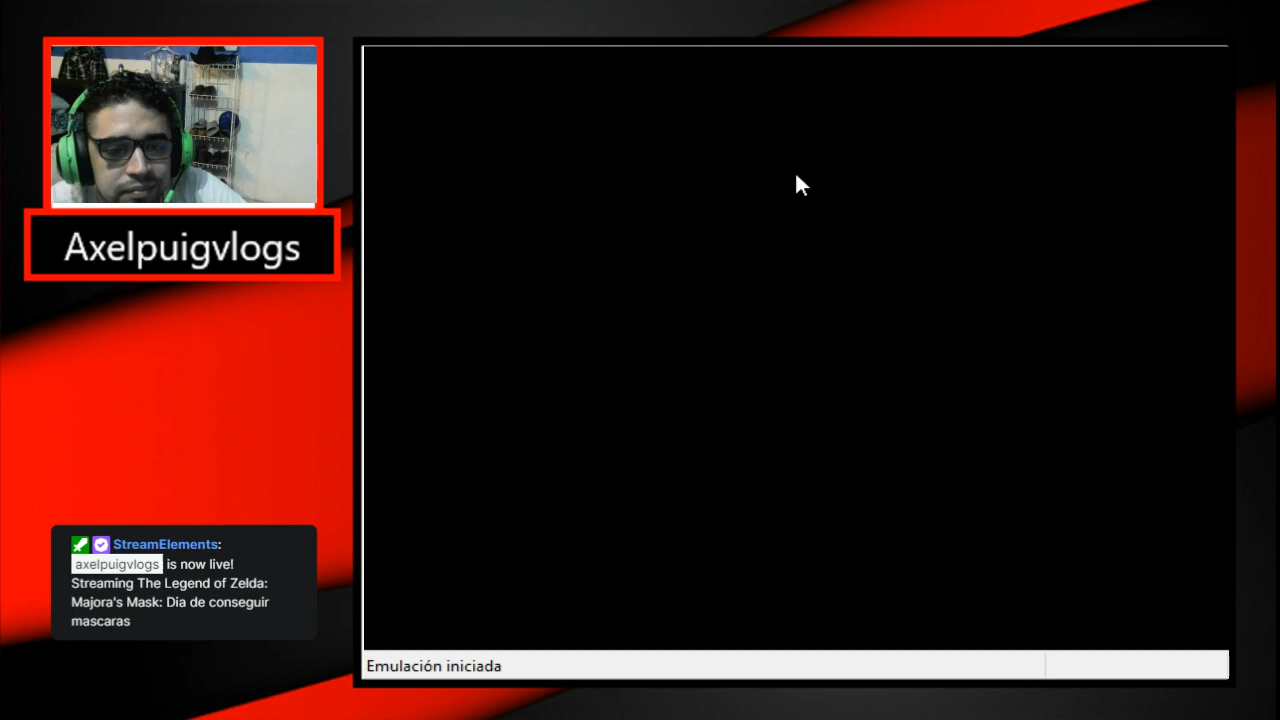 Axelpuigvlogs
StreamElements:
axelpuigvlogs is now live!
Streaming The Legend of Zelda:
Majora's Mask: Dia de conseguir
mascaras
Emulación iniciada